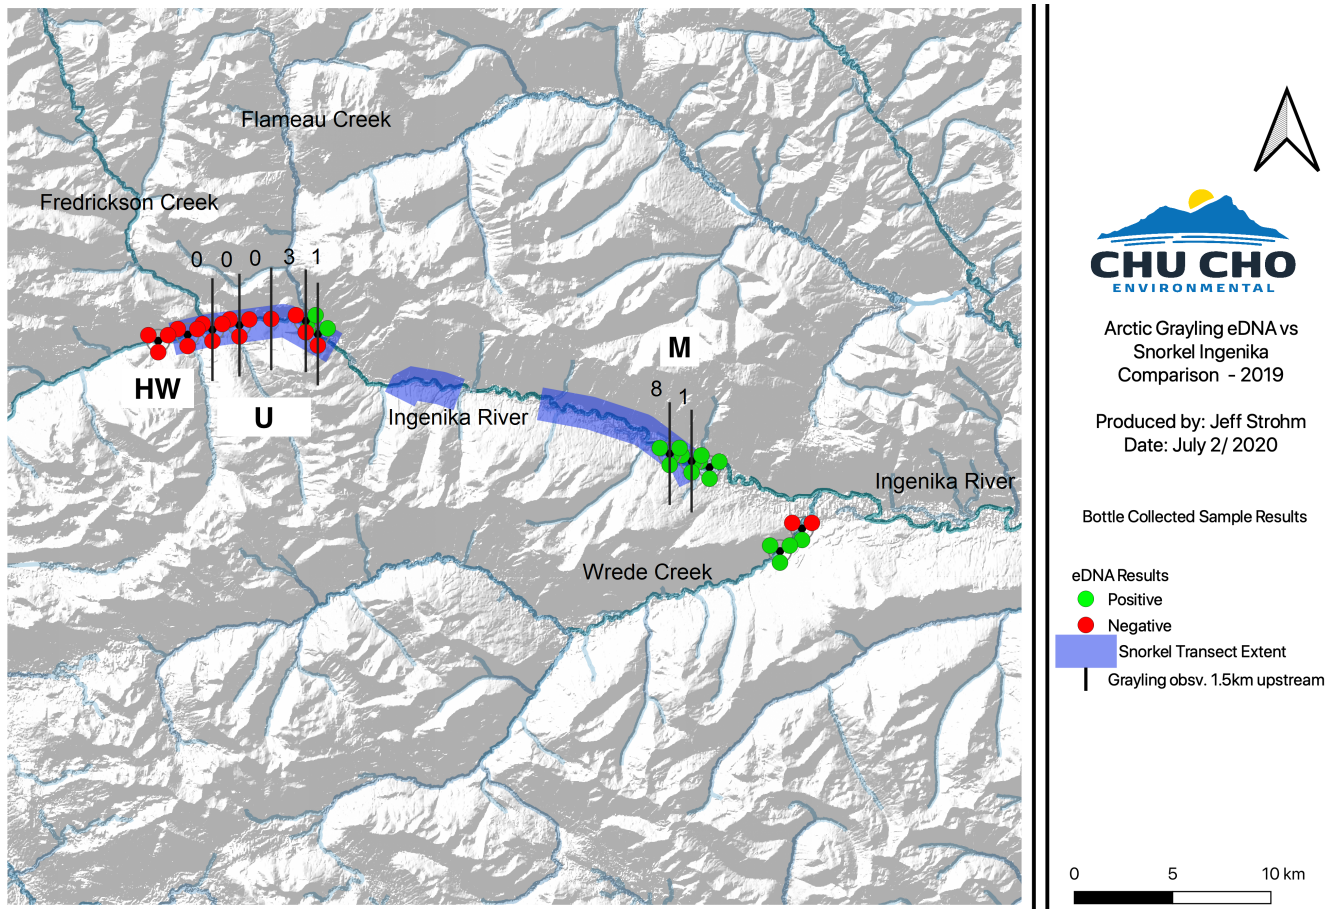 Flameau Creek
Fredrickson Creek
0 0 0 3 1
HW
U
M
8 1
Ingenika River
Ingenika River
Wrede Creek
CHU CHO
ENVIRONMENTAL
Arctic Grayling eDNA vs
Snorkel Ingenika
Comparison - 2019
Produced by: Jeff Strohm
Date: July 2/ 2020
Bottle Collected Sample Results
eDNA Results
Positive
Negative
Snorkel Transect Extent
Grayling obsv. 1.5km upstream
0 5 10 km